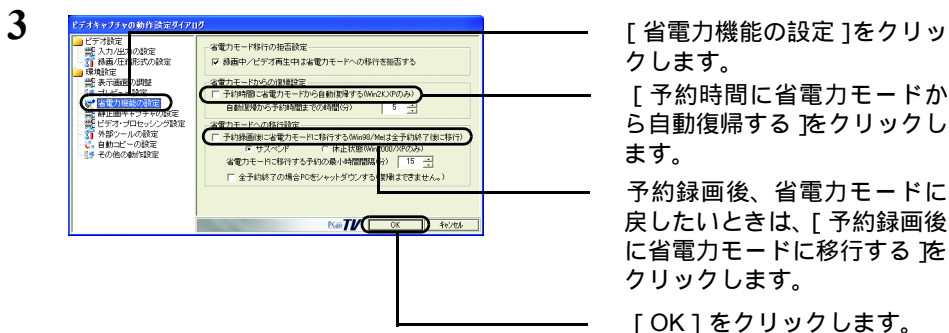 3
ビデオキャプチャの動作設定ダイアログ
ビデオ設定
入力/出力の設定
録画/圧縮形式の設定
環境設定
表示画面の調整
省電力機能の設定
静止画キャプチャの設定
ビデオ・プロセッシング設定
外部ツールの設定
自動コピーの設定
その他の動作設定
省電力モード移行の拒否設定
録画中/ビデオ再生中は省電力モードへの移行を拒否する
省電力モードからの復帰設定
予約時間に省電力モードから自動復帰する(Win2K,XPのみ)
自動復帰から予約時間までの時間(分) 5
省電力モードへの移行設定
予約録画後に省電力モードに移行する(Win98/Meは全予約終了後に移行)
サスペンド 休止状態(Win2000/XPのみ)
省電力モードに移行する予約の最小時間間隔(分) 15
全予約終了の場合PCをシャットダウンする(復帰はできません。)
TV OK キャンセル
[省電力機能の設定]をクリッ
クします。
[予約時間に省電力モードか
ら自動復帰する]をクリックし
ます。
予約録画後、省電力モードに
戻したいときは、[予約録画後
に省電力モードに移行する]を
クリックします。
[OK]をクリックします。